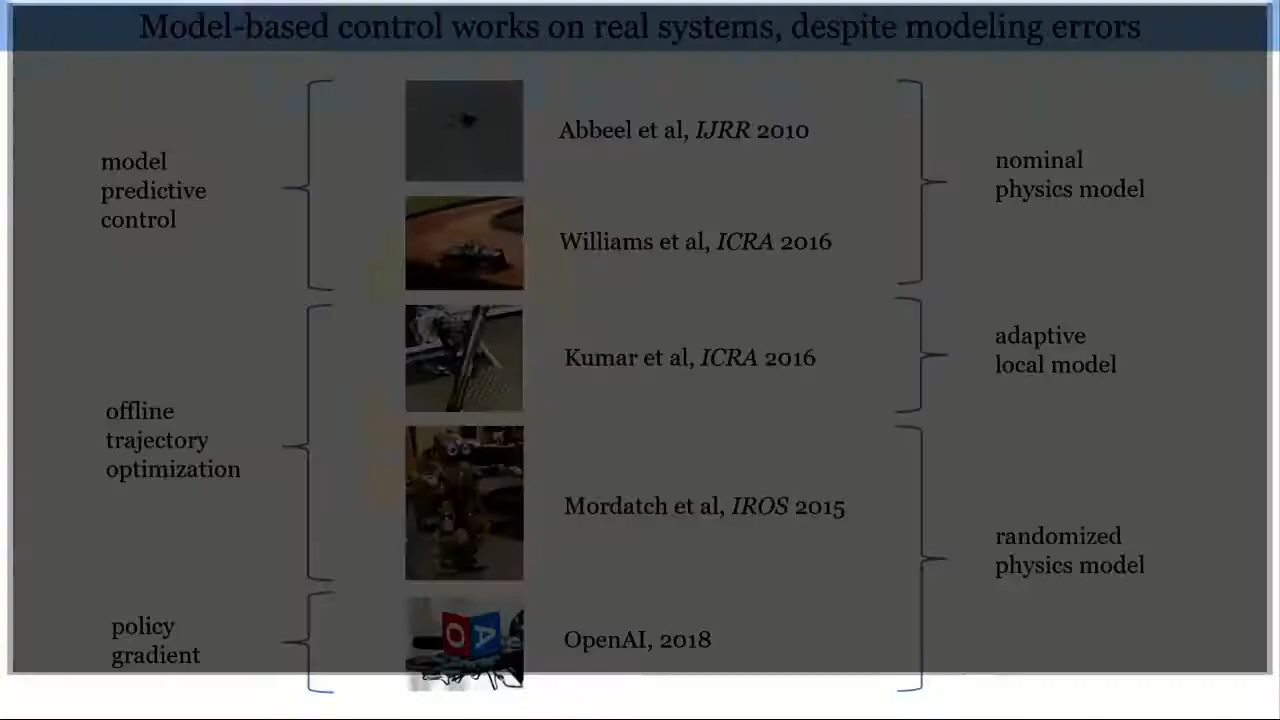 Model-based control works on real systems, despite modeling errors
model
predictive
control
Abbeel et al, IJRR 2010
Williams et al, ICRA 2016
nominal
physics model
offline
trajectory
optimization
Kumar et al, ICRA 2016
adaptive
local model
Mordatch et al, IROS 2015
policy
gradient
O A
OpenAI, 2018
randomized
physics model